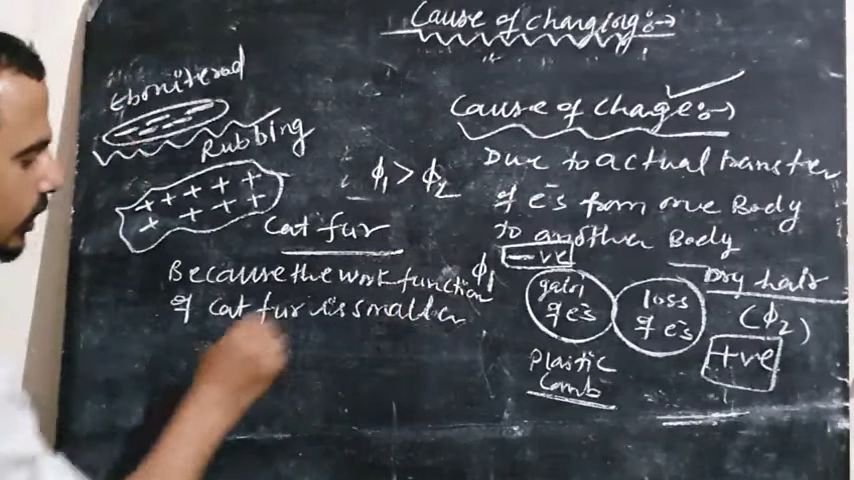 Cause of changing:→
Ebonite rod
Rubbing
+ + + + +
+ + + +
Cat fur
Because the work function
of Cat fur is smaller
ϕ₁ > ϕ₂
Cause of Chage:→
Due to actual transfer
of e⁻s from one Body
to another Body
-ve
ϕ₁
gain
of e⁻s
loss
of e⁻s
Plastic
Comb
Dry hair
(ϕ₂)
+ve